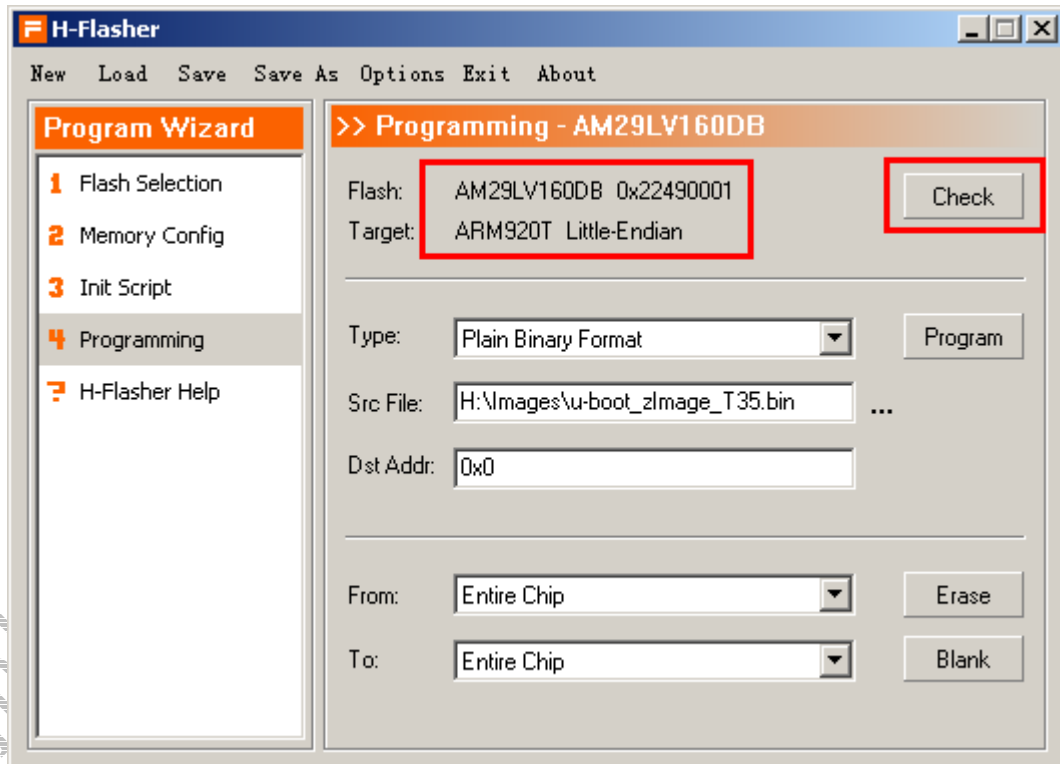 H-Flasher
New Load Save Save As Options Exit About
Program Wizard
1 Flash Selection
2 Memory Config
3 Init Script
4 Programming
? H-Flasher Help
>> Programming - AM29LV160DB
Flash: AM29LV160DB 0x22490001
Check
Target: ARM920T Little-Endian
Type: Plain Binary Format
Program
Src File: H:\Images\u-boot_zImage_T35.bin ...
Dst Addr: 0x0
From: Entire Chip
Erase
To: Entire Chip
Blank